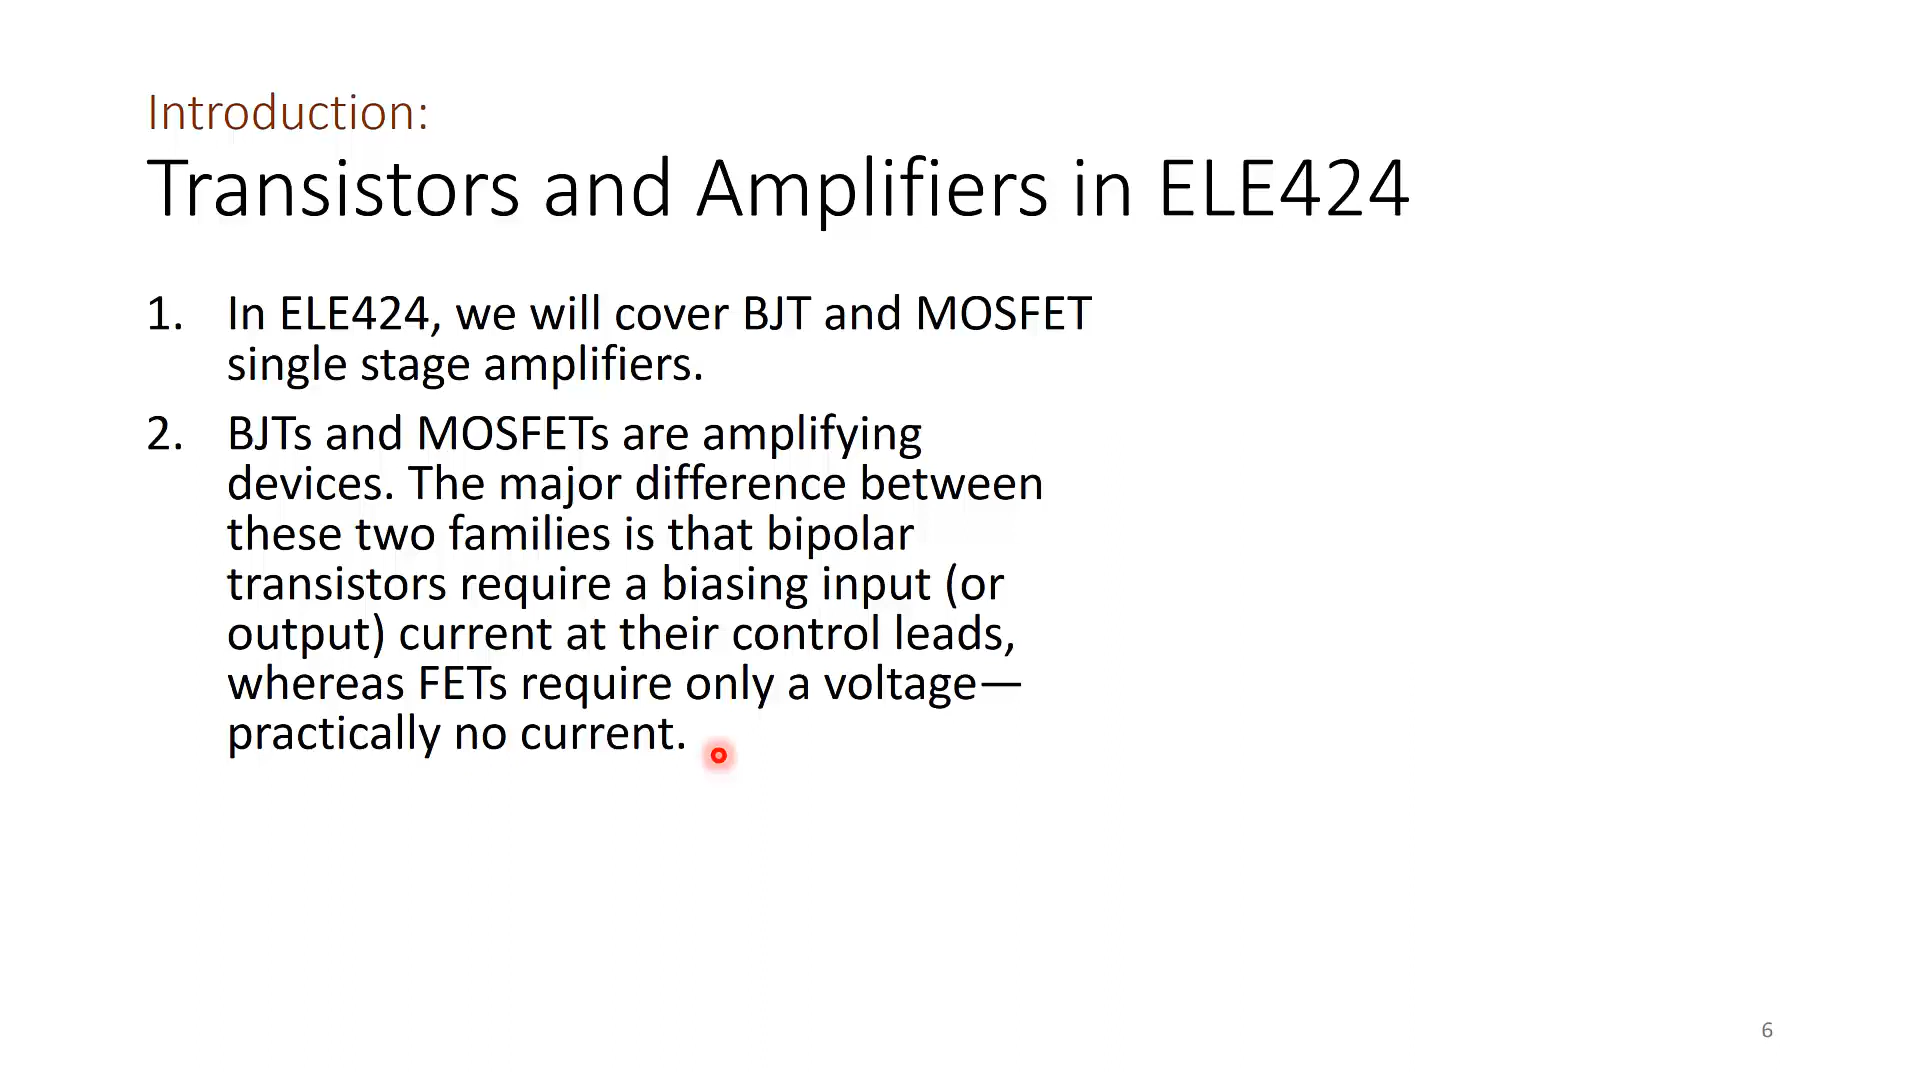 Introduction:
Transistors and Amplifiers in ELE424
1. In ELE424, we will cover BJT and MOSFET
single stage amplifiers.
2. BJTs and MOSFETs are amplifying
devices. The major difference between
these two families is that bipolar
transistors require a biasing input (or
output) current at their control leads,
whereas FETs require only a voltage—
practically no current.
6